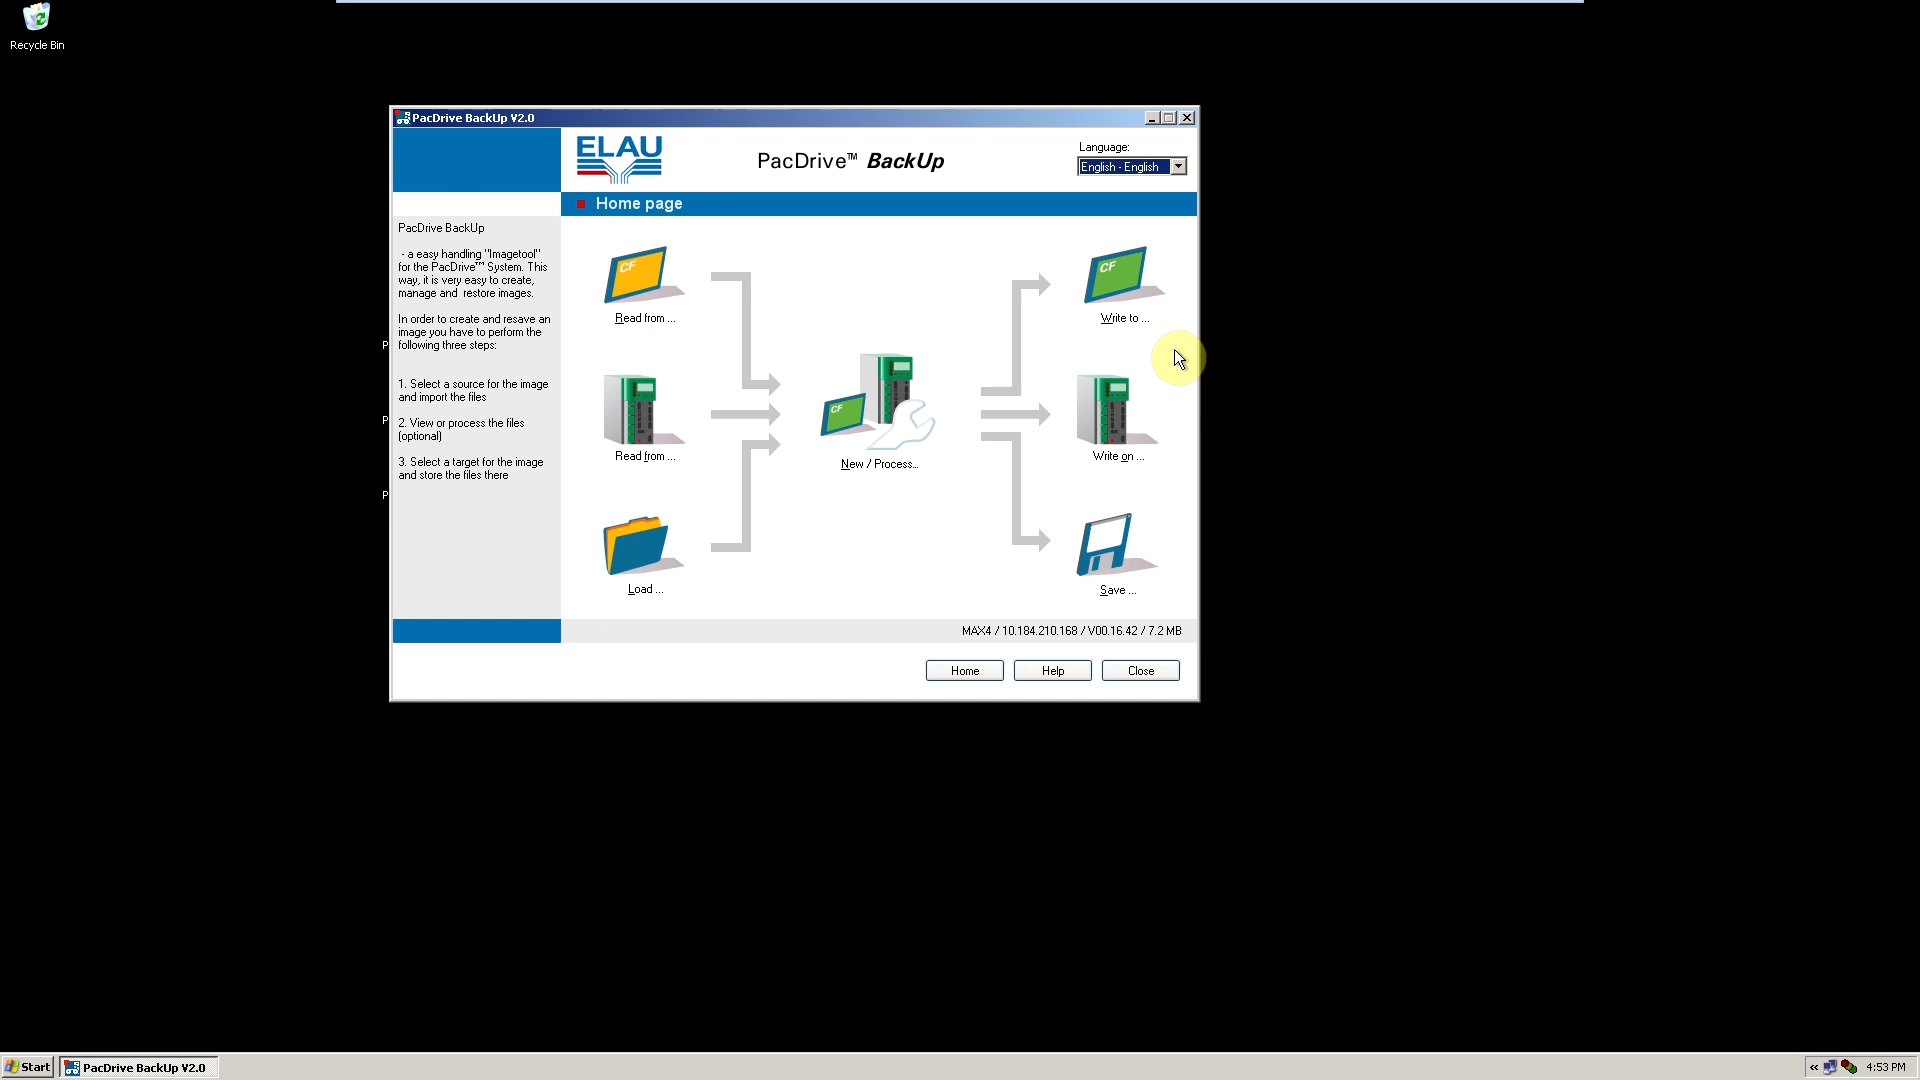 Recycle Bin
PacDrive BackUp V2.0
ELAU
PacDrive™ BackUp
Language:
English - English
Home page
PacDrive BackUp
- a easy handling "Imagetool"
for the PacDrive™ System. This
way, it is very easy to create,
manage and restore images.
In order to create and resave an
image you have to perform the
following three steps:
1. Select a source for the image
and import the files
2. View or process the files
(optional)
3. Select a target for the image
and store the files there
P
P
P
CF
Read from ...
Read from ...
Load ...
CF
New / Process...
CF
Write to ...
Write on ...
Save ...
MAX4 / 10.184.210.168 / V00.16.42 / 7.2 MB
Home
Help
Close
Start
PacDrive BackUp V2.0
«
4:53 PM